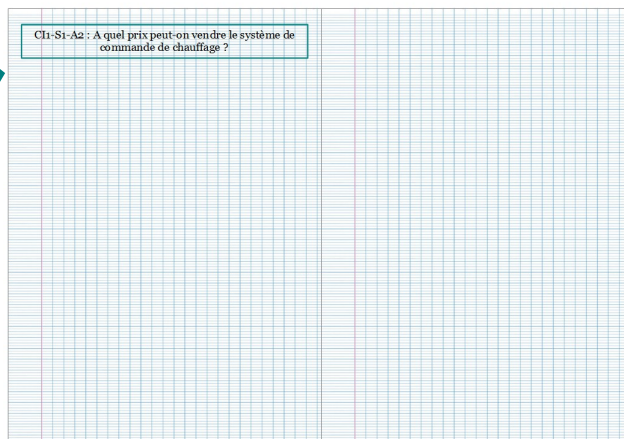 CI1-S1-A2 : A quel prix peut-on vendre le système de
commande de chauffage ?